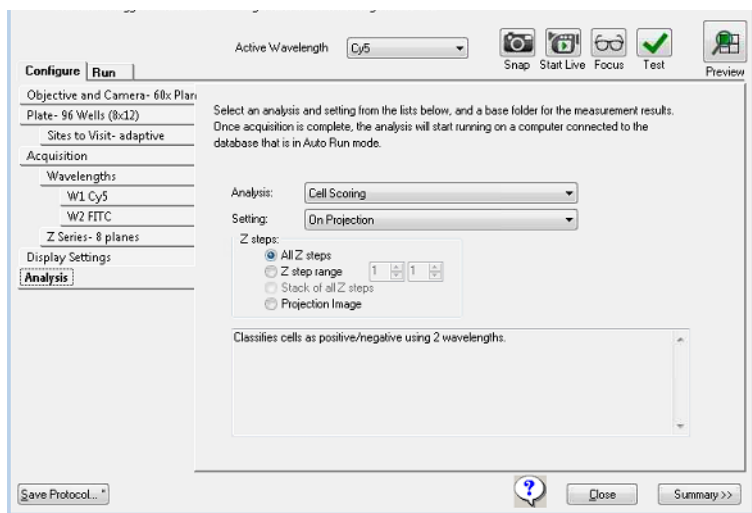 Active Wavelength Cy5
Snap Start Live Focus Test Preview
Configure Run
Objective and Camera- 60x Plan
Plate- 96 Wells (8x12)
Sites to Visit- adaptive
Acquisition
Wavelengths
W1 Cy5
W2 FITC
Z Series- 8 planes
Display Settings
Analysis
Select an analysis and setting from the lists below, and a base folder for the measurement results.
Once acquisition is complete, the analysis will start running on a computer connected to the
database that is in Auto Run mode.
Analysis: Cell Scoring
Setting: On Projection
Z steps:
All Z steps
Z step range 1 1
Stack of all Z steps
Projection Image
Classifies cells as positive/negative using 2 wavelengths.
Save Protocol... *
?
Close
Summary >>